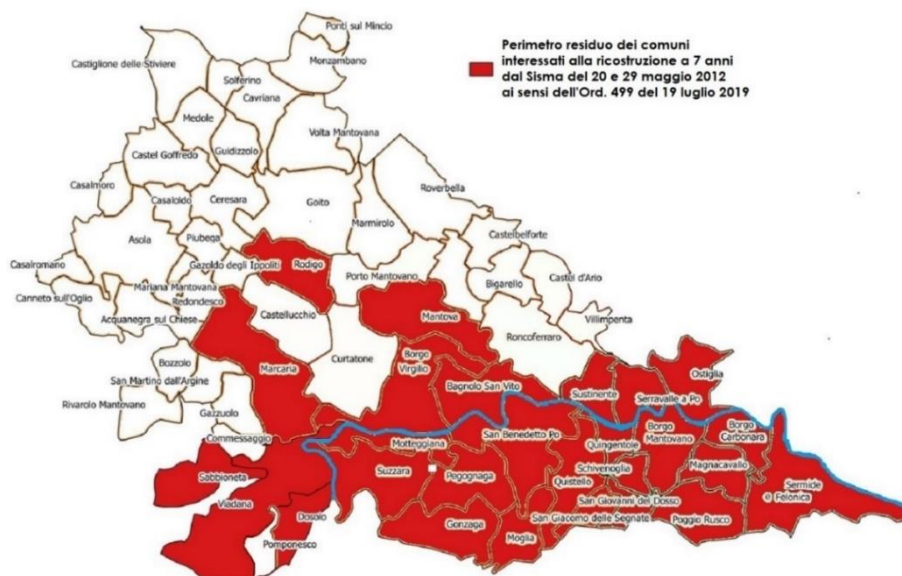 Perimetro residuo dei comuni
interessati alla ricostruzione a 7 anni
dal Sisma del 20 e 29 maggio 2012
ai sensi dell'Ord. 499 del 19 luglio 2019
Ponti sul Mincio
Castiglione delle Stiviere
Monzambano
Solferino
Cavriana
Medole
Volta Mantovana
Castel Goffredo
Guidizzolo
Casalmoro
Casaloldo
Ceresara
Goito
Roverbella
Marmirolo
Castelbelforte
Asola
Piubega
Casalromano
Gazoldo degli Ippoliti
Rodigo
Porto Mantovano
Castel d'Ario
Bigarello
Canneto sull'Oglio
Mariana Mantovana
Redondesco
Acquanegra sul Chiese
Castellucchio
Mantova
Villimpenta
Roncoferraro
Bozzolo
Marcaria
Curtatone
Borgo
Virgilio
Ostiglia
San Martino dall'Argine
Bagnolo San Vito
Sustinente
Serravalle a Po
Rivarolo Mantovano
Gazzuolo
Commessaggio
Motteggiana
San Benedetto Po
Quingentole
Borgo
Mantovano
Borgo
Carbonara
Sabbioneta
Suzzara
Pegognaga
Schivenoglia
Quistello
Magnacavallo
Sermide
e Felonica
Viadana
Dosolo
San Giovanni del Dosso
Gonzaga
San Giacomo delle Segnate
Poggio Rusco
Pomponesco
Moglia